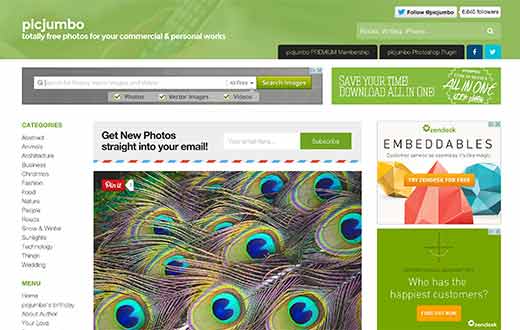 picjumbo
totally free photos for your commercial & personal works
Follow @picjumbo
6,640 followers
Rocks, Writing, iPhone...
picjumbo PREMIUM Membership
picjumbo Photoshop Plugin
Search for Photos, Vector Images, and Videos
All Free
Search Images
Photos
Vector Images
Videos
SAVE YOUR TIME!
DOWNLOAD ALL IN ONE!
ALL IN ONE
CATEGORIES
Abstract
Animals
Architecture
Business
Christmas
Fashion
Food
Nature
People
Roads
Snow & Winter
Sunlights
Technology
Things
Wedding
MENU
Home
picjumbo's birthday
About Author
Your Love
Get New Photos
straight into your email!
Your email here...
Subscribe
Pin it
zendesk
EMBEDDABLES
Customer service so seamless, it's like magic.
TRY ZENDESK FOR FREE
Who has the
happiest customers?
FIND OUT NOW
zendesk